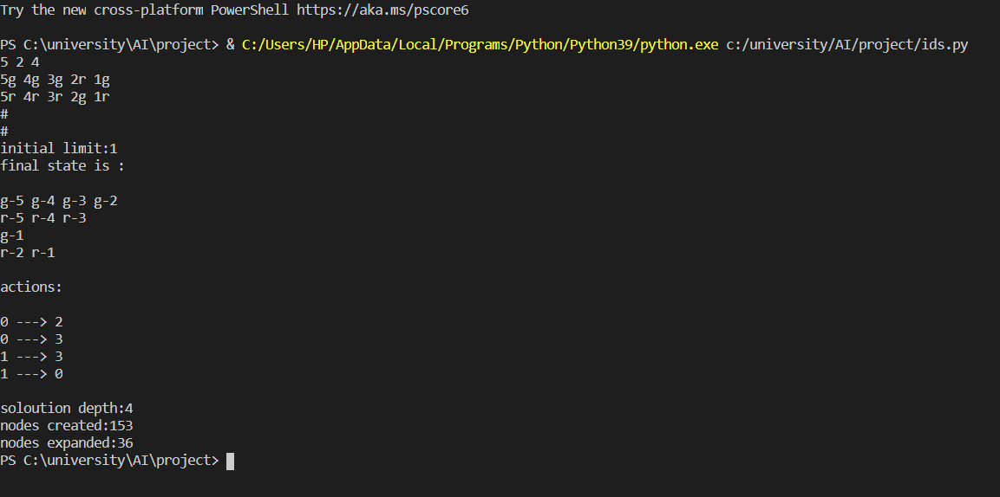 Try the new cross-platform PowerShell https://aka.ms/pscore6
PS C:\university\AI\project> & C:/Users/HP/AppData/Local/Programs/Python/Python39/python.exe c:/university/AI/project/ids.py
5 2 4
5g 4g 3g 2r 1g
5r 4r 3r 2g 1r
#
#
initial limit:1
final state is :
g-5 g-4 g-3 g-2
r-5 r-4 r-3
g-1
r-2 r-1
actions:
0 ---> 2
0 ---> 3
1 ---> 3
1 ---> 0
soloution depth:4
nodes created:153
nodes expanded:36
PS C:\university\AI\project>